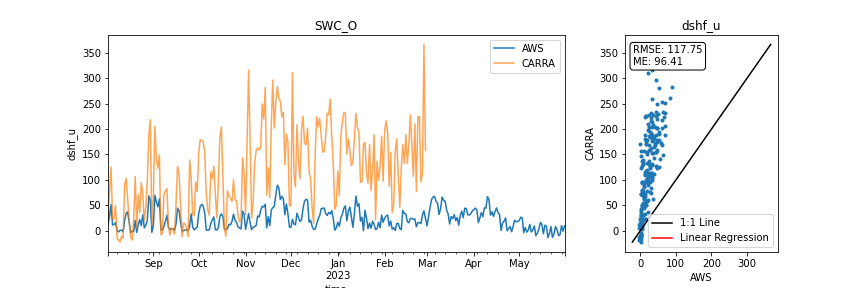 SWC_O
dshf_u
350
300
250
200
150
100
50
0
AWS
CARRA
Sep
Oct
Nov
Dec
Jan
2023
Feb
Mar
Apr
May
time
dshf_u
CARRA
350
300
250
200
150
100
50
0
RMSE: 117.75
ME: 96.41
1:1 Line
Linear Regression
0
100
200
300
AWS